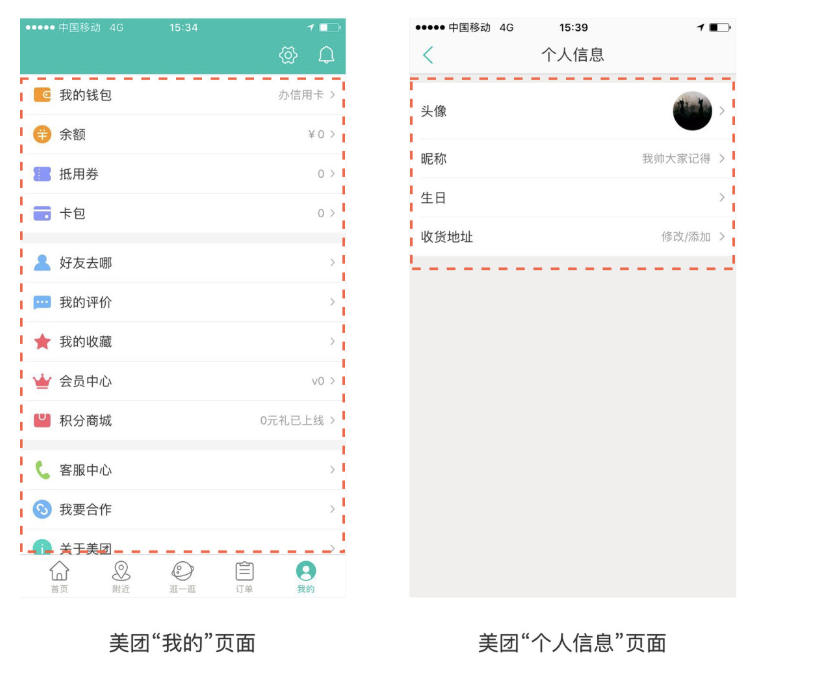 中国移动 4G 15:34
我的钱包 办信用卡
余额 ¥0
抵用券 0
卡包 0
好友去哪
我的评价
我的收藏
会员中心 v0
积分商城 0元礼已上线
客服中心
我要合作
关于美团
首页 附近 逛一逛 订单 我的
美团“我的”页面
中国移动 4G 15:39
个人信息
头像
昵称 我帅大家记得
生日
收货地址 修改/添加
美团“个人信息”页面